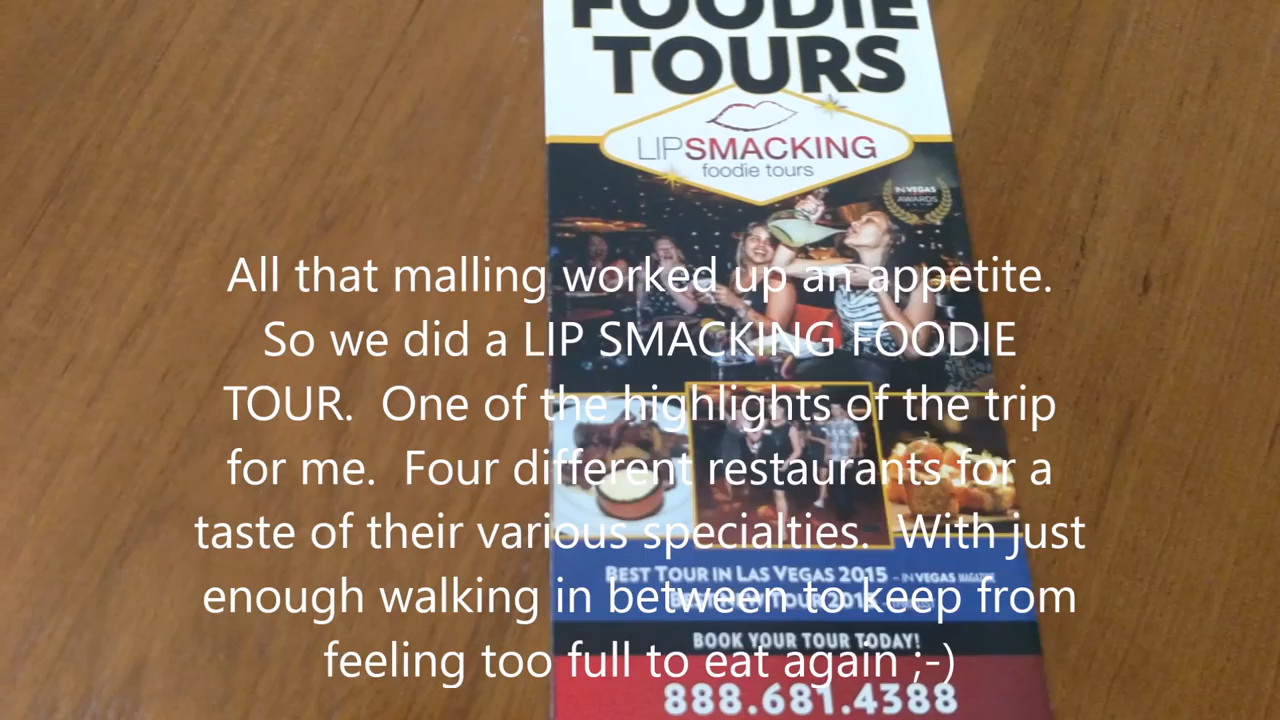 FOODIE
TOURS
LIPSMACKING
foodie tours
IN VEGAS
AWARDS
All that malling worked up an appetite.
So we did a LIP SMACKING FOODIE
TOUR.  One of the highlights of the trip
for me.  Four different restaurants for a
taste of their various specialties.  With just
enough walking in between to keep from
feeling too full to eat again ;-)
BEST TOUR IN LAS VEGAS 2015 - IN VEGAS MAGAZINE
BEST NEW TOUR
BOOK YOUR TOUR TODAY!
888.681.4388